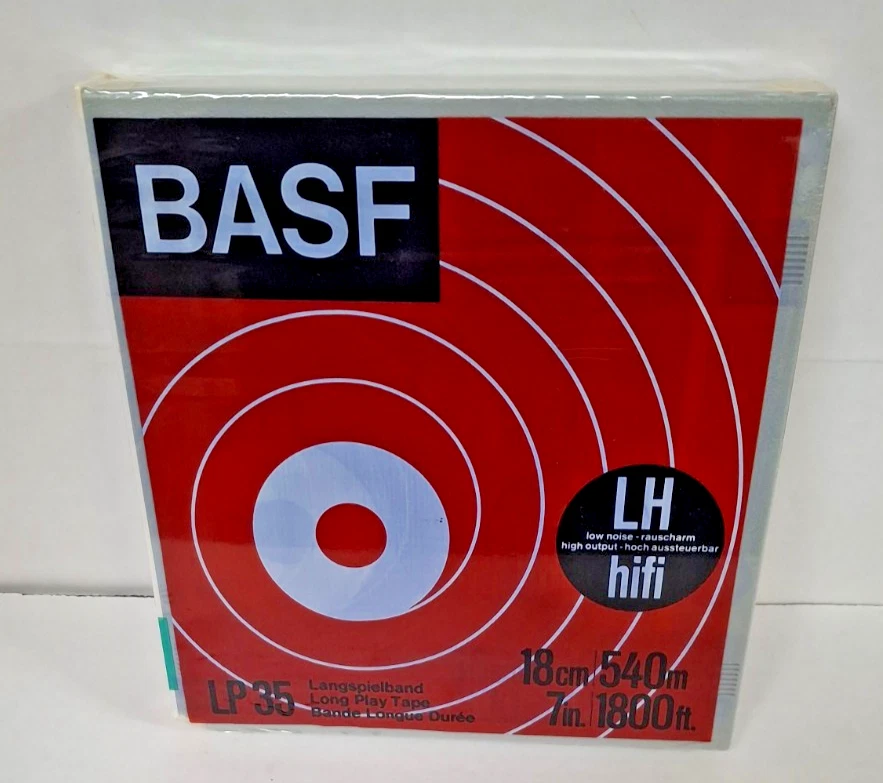 BASF
LH
low noise - rauscharm
high output - hoch aussteuerbar
hifi
LP 35
Langspielband
Long Play Tape
Bande Longue Durée
18cm 540m
7in. 1800ft.